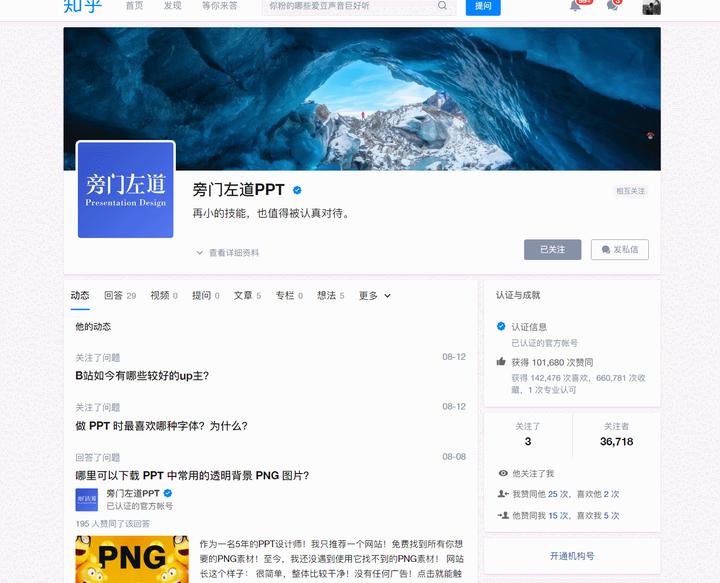 知乎 首页 发现 等你来答 你粉的哪些爱豆声音巨好听 提问 99+ 3
旁门左道
Presentation Design
旁门左道PPT
相互关注
再小的技能，也值得被认真对待。
查看详细资料
已关注 发私信
动态 回答 29 视频 0 提问 0 文章 5 专栏 0 想法 5 更多
他的动态
关注了问题 08-12
B站如今有哪些较好的up主？
关注了问题 08-12
做 PPT 时最喜欢哪种字体？为什么？
回答了问题 08-08
哪里可以下载 PPT 中常用的透明背景 PNG 图片？
旁门左道PPT
已认证的官方帐号
195 人赞同了该回答
PNG
作为一名5年的PPT设计师！我只推荐一个网站！免费找到所有你想
要的PNG素材！至今，我还没遇到使用它找不到的PNG素材！ 网站
长这个样子： 很简单，整体比较干净！没有任何广告！点击就能触
认证与成就
认证信息
已认证的官方帐号
获得 101,680 次赞同
获得 142,476 次喜欢，660,781 次收
藏，1 次专业认可
关注了 关注者
3 36,718
他关注了我
我赞同他 25 次，喜欢他 2 次
他赞同我 15 次，喜欢我 5 次
开通机构号